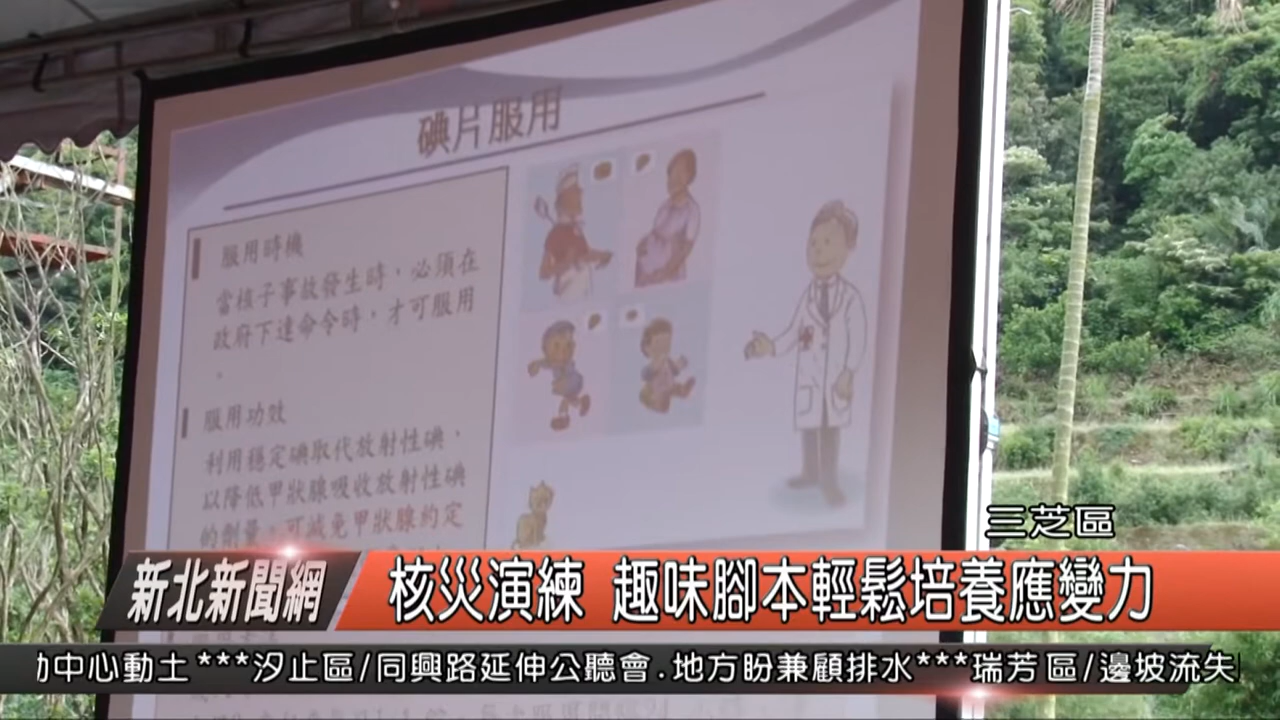 碘片服用
服用時機
當核子事故發生時，必須在
政府下達命令時，才可服用
。
服用功效
利用穩定碘取代放射性碘、
以降低甲狀腺吸收放射性碘
的劑量，可減免甲狀腺約定
三芝區
新北新聞網
核災演練 趣味腳本輕鬆培養應變力
中心動土***汐止區/同興路延伸公聽會.地方盼兼顧排水***瑞芳區/邊坡流失